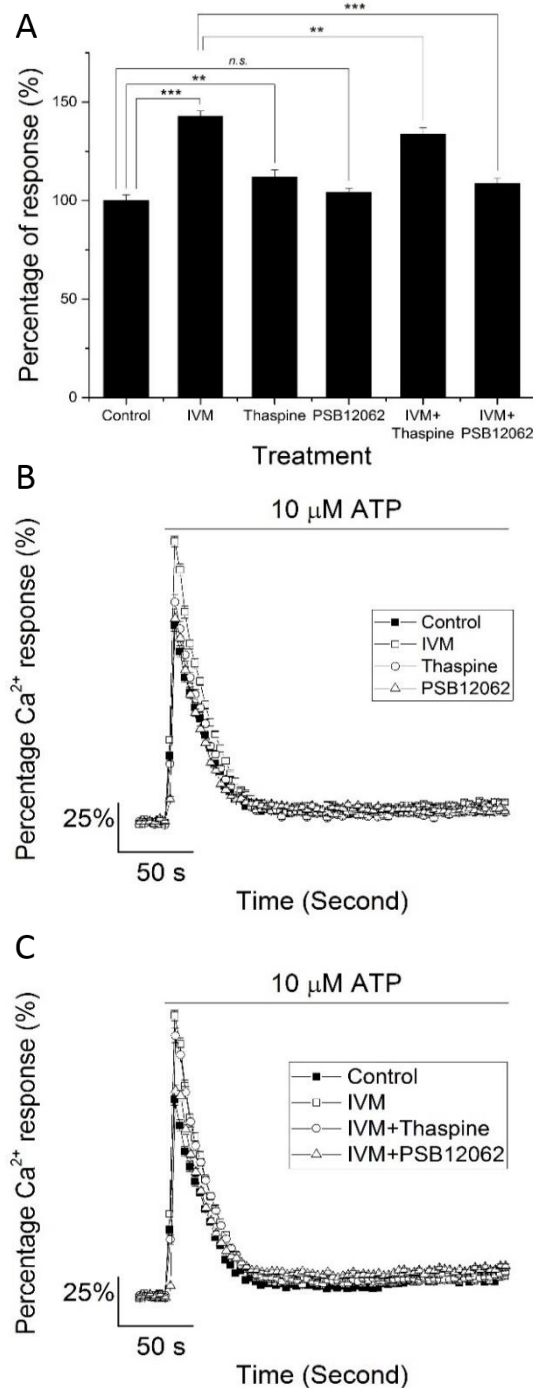 A
Percentage of response (%)
***
**
n.s.
**
***
150
100
50
0
Control
IVM
Thaspine
PSB12062
IVM+
Thaspine
IVM+
PSB12062
Treatment
B
10 μM ATP
Percentage Ca²⁺ response (%)
Control
IVM
Thaspine
PSB12062
25%
50 s
Time (Second)
C
10 μM ATP
Percentage Ca²⁺ response (%)
Control
IVM
IVM+Thaspine
IVM+PSB12062
25%
50 s
Time (Second)